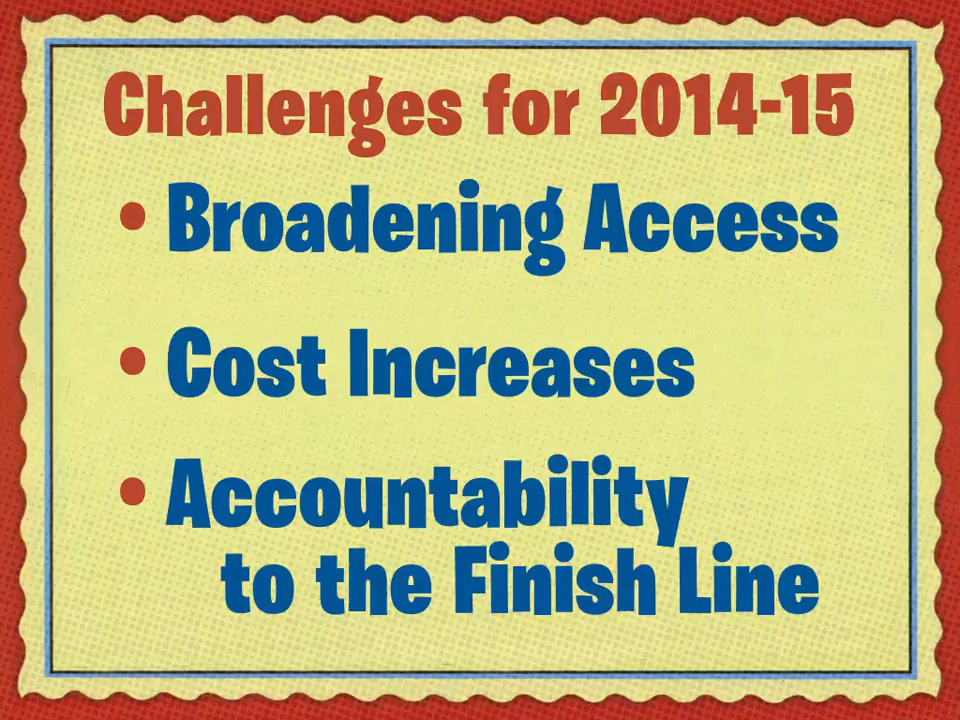 Challenges for 2014-15
• Broadening Access
• Cost Increases
• Accountability
to the Finish Line